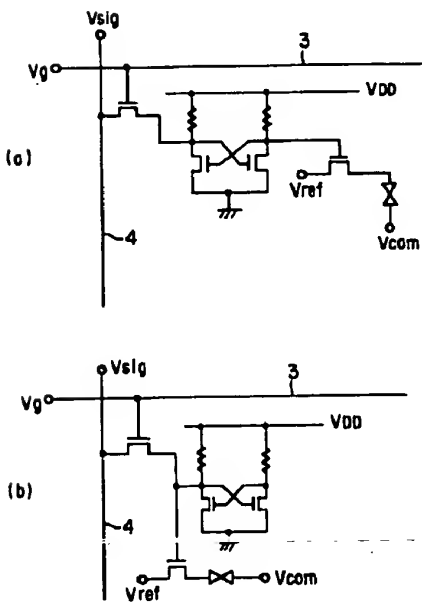 Vsig
Vg
3
VDD
(a)
Vref
4
Vcom
Vsig
3
Vg
VDD
(b)
4
Vref
Vcom